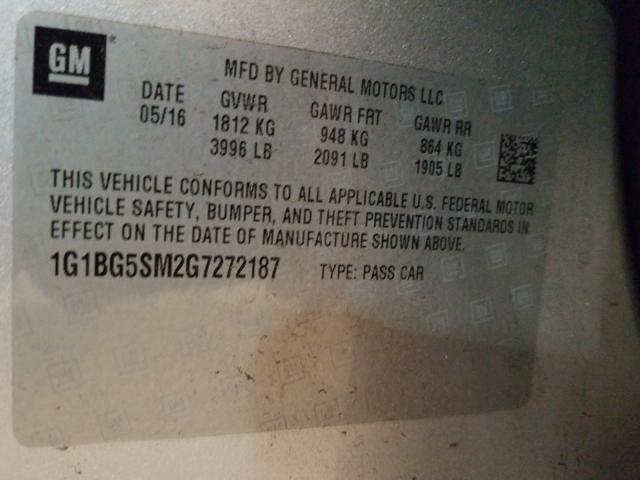 GM
MFD BY GENERAL MOTORS LLC
DATE GVWR GAWR FRT GAWR RR
05/16 1812 KG 948 KG 864 KG
3996 LB 2091 LB 1905 LB
THIS VEHICLE CONFORMS TO ALL APPLICABLE U.S. FEDERAL MOTOR
VEHICLE SAFETY, BUMPER, AND THEFT PREVENTION STANDARDS IN
EFFECT ON THE DATE OF MANUFACTURE SHOWN ABOVE.
1G1BG5SM2G7272187 TYPE: PASS CAR